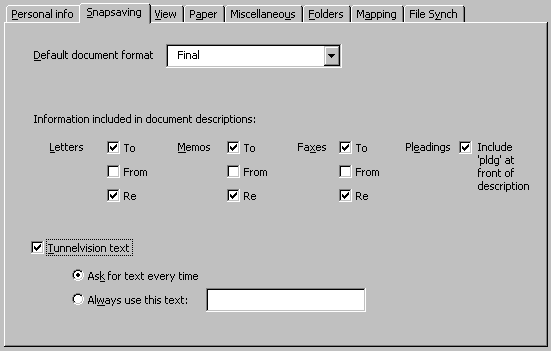 Personal info Snapsaving View Paper Miscellaneous Folders Mapping File Synch
Default document format Final
Information included in document descriptions:
Letters To Memos To Faxes To Pleadings Include
'pldg' at
From From From front of
description
Re Re Re
Tunnelvision text
Ask for text every time
Always use this text: